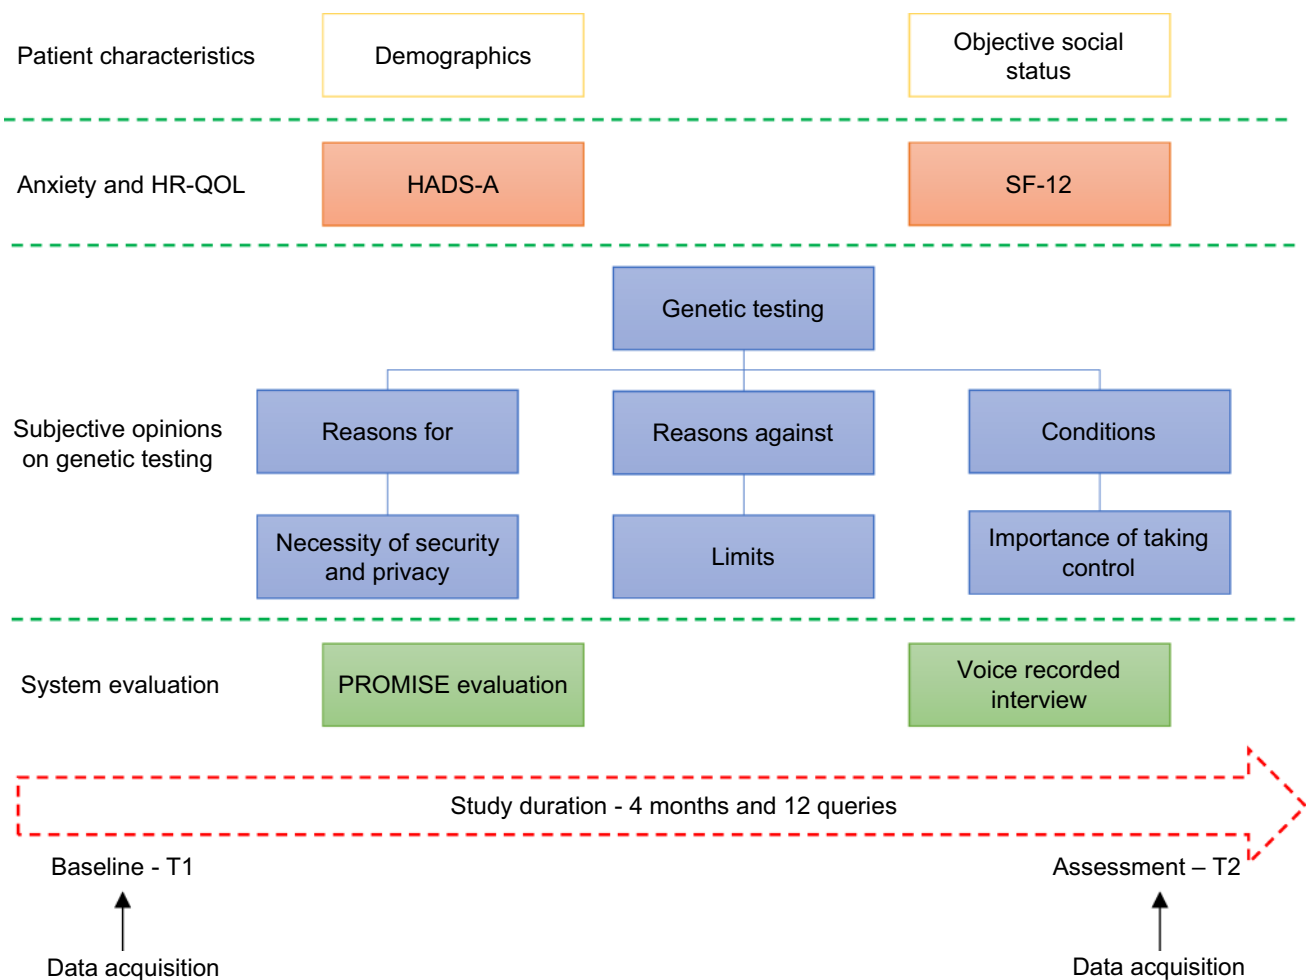 Patient characteristics
Demographics
Objective social
status
Anxiety and HR-QOL
HADS-A
SF-12
Genetic testing
Subjective opinions
on genetic testing
Reasons for
Reasons against
Conditions
Necessity of security
and privacy
Limits
Importance of taking
control
System evaluation
PROMISE evaluation
Voice recorded
interview
Study duration - 4 months and 12 queries
Baseline - T1
Assessment – T2
Data acquisition
Data acquisition